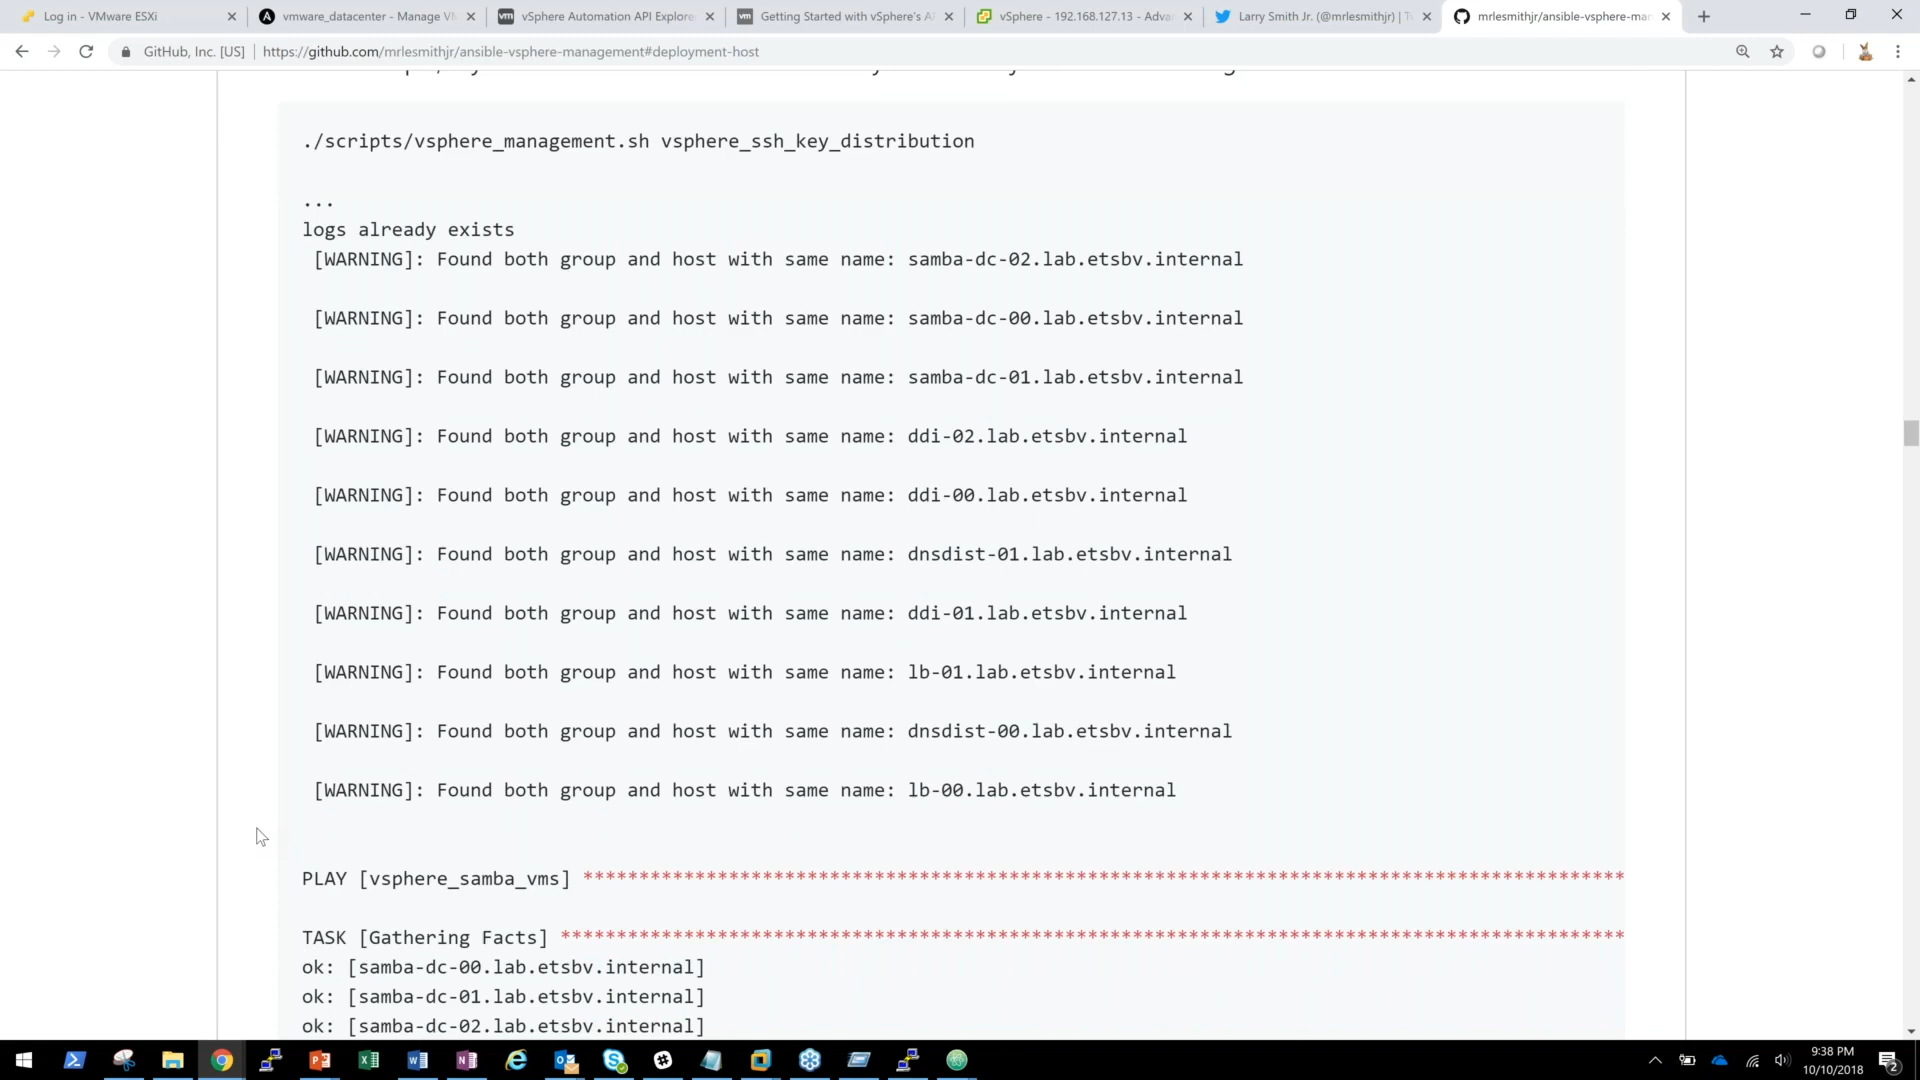 Log in - VMware ESXi
vmware_datacenter - Manage VM
vSphere Automation API Explore
Getting Started with vSphere's A
vSphere - 192.168.127.13 - Adva
Larry Smith Jr. (@mrlesmithjr) | T
mrlesmithjr/ansible-vsphere-mar
GitHub, Inc. [US]
https://github.com/mrlesmithjr/ansible-vsphere-management#deployment-host
./scripts/vsphere_management.sh vsphere_ssh_key_distribution
...
logs already exists
[WARNING]: Found both group and host with same name: samba-dc-02.lab.etsbv.internal
[WARNING]: Found both group and host with same name: samba-dc-00.lab.etsbv.internal
[WARNING]: Found both group and host with same name: samba-dc-01.lab.etsbv.internal
[WARNING]: Found both group and host with same name: ddi-02.lab.etsbv.internal
[WARNING]: Found both group and host with same name: ddi-00.lab.etsbv.internal
[WARNING]: Found both group and host with same name: dnsdist-01.lab.etsbv.internal
[WARNING]: Found both group and host with same name: ddi-01.lab.etsbv.internal
[WARNING]: Found both group and host with same name: lb-01.lab.etsbv.internal
[WARNING]: Found both group and host with same name: dnsdist-00.lab.etsbv.internal
[WARNING]: Found both group and host with same name: lb-00.lab.etsbv.internal
PLAY [vsphere_samba_vms] *********************************************************************************************
TASK [Gathering Facts] ***********************************************************************************************
ok: [samba-dc-00.lab.etsbv.internal]
ok: [samba-dc-01.lab.etsbv.internal]
ok: [samba-dc-02.lab.etsbv.internal]
9:38 PM
10/10/2018
2